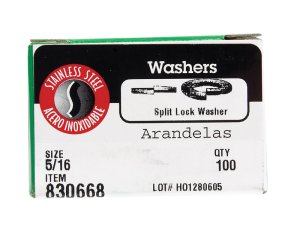 STAINLESS STEEL
ACERO INOXIDABLE
Washers
Split Lock Washer
Arandelas
SIZE
5/16
QTY
100
ITEM
830668
LOT# HO1280605